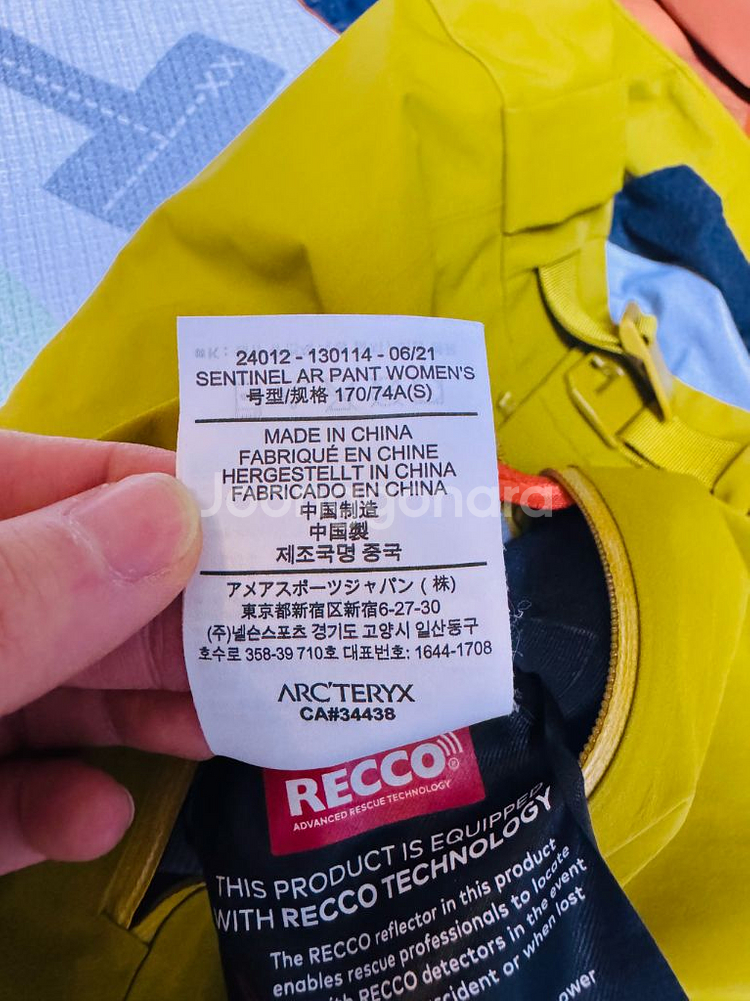 24012 - 130114 - 06/21
SENTINEL AR PANT WOMEN'S
号型/规格 170/74A(S)
MADE IN CHINA
FABRIQUÉ EN CHINE
HERGESTELLT IN CHINA
FABRICADO EN CHINA
中国制造
中国製
제조국명 중국
アメアスポーツジャパン ( 株)
東京都新宿区新宿6-27-30
(주)넬슨스포츠 경기도 고양시 일산동구
호수로 358-39 710호 대표번호: 1644-1708
ARC'TERYX
CA#34438
RECCO®
ADVANCED RESCUE TECHNOLOGY
THIS PRODUCT IS EQUIPPED
WITH RECCO TECHNOLOGY
The RECCO reflector in this product
enables rescue professionals to locate
with RECCO detectors in the event
or when lost